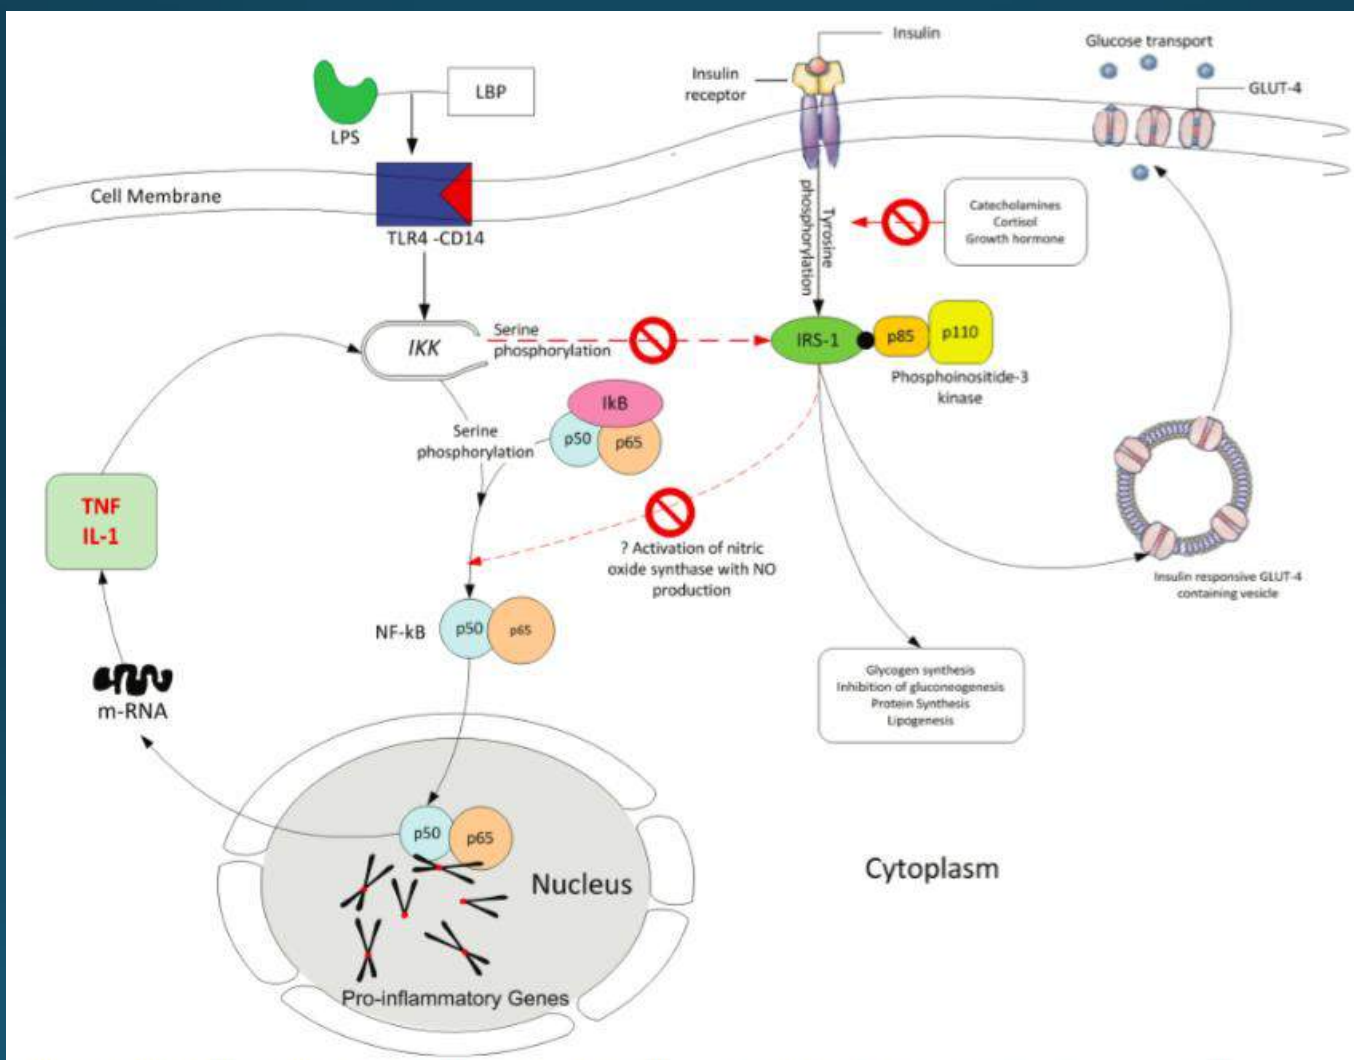 Insulin
Glucose transport
Insulin
receptor
GLUT-4
LBP
LPS
Cell Membrane
TLR4 -CD14
Tyrosine
phosphorylation
Catecholamines
Cortisol
Growth hormone
IKK
Serine
phosphorylation
IRS-1
p85
p110
Phosphoinositide-3
kinase
IkB
p50
p65
Serine
phosphorylation
TNF
IL-1
? Activation of nitric
oxide synthase with NO
production
Insulin responsive GLUT-4
containing vesicle
NF-kB
p50
p65
m-RNA
Glycogen synthesis
Inhibition of gluconeogenesis
Protein Synthesis
Lipogenesis
p50
p65
Nucleus
Cytoplasm
Pro-inflammatory Genes